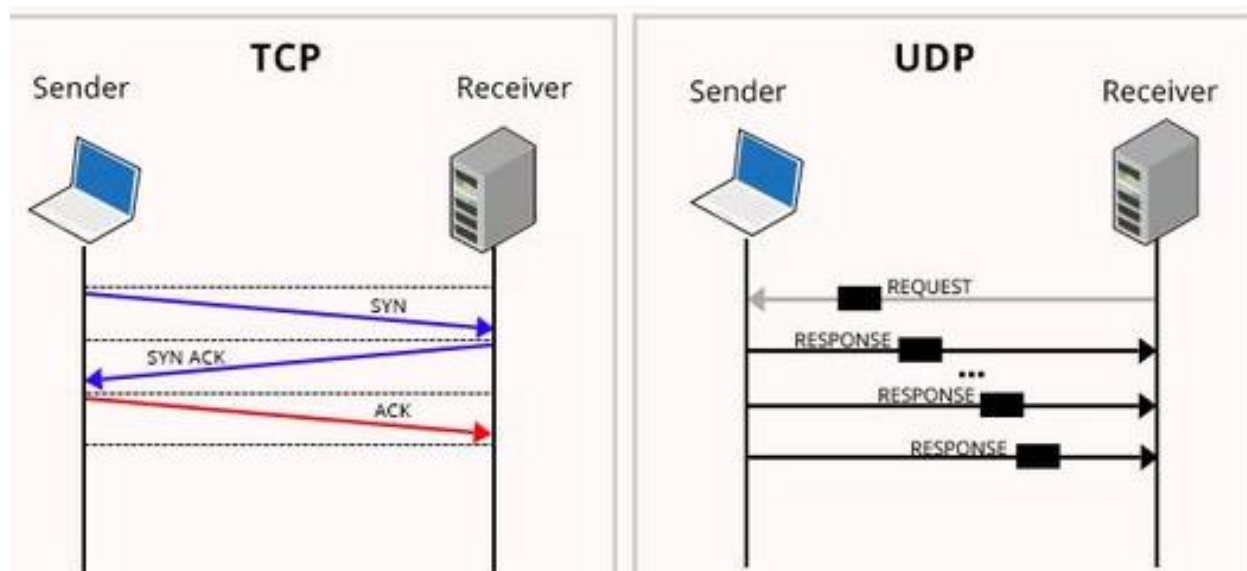 TCP
Sender
Receiver
SYN
SYN ACK
ACK
UDP
Sender
Receiver
REQUEST
RESPONSE
...
RESPONSE
RESPONSE